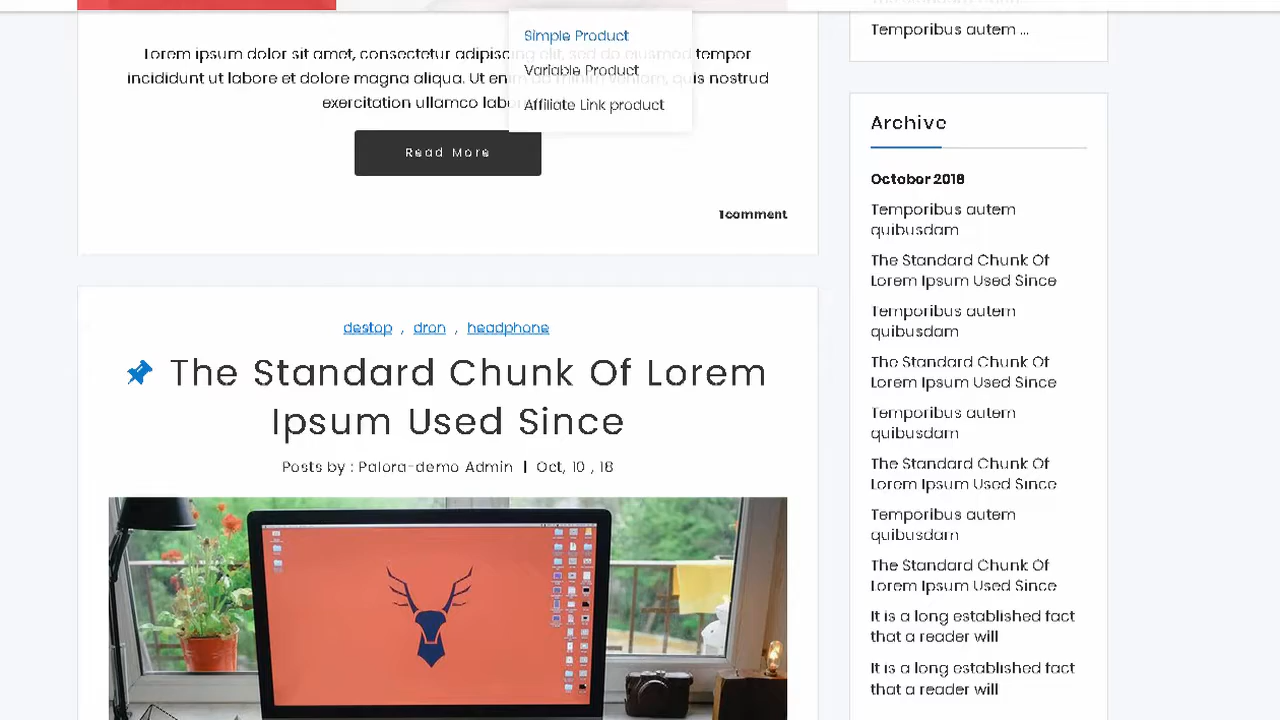 Simple Product
Variable Product
Affiliate Link product
Lorem ipsum dolor sit amet, consectetur adipiscing elit, sed do eiusmod tempor
incididunt ut labore et dolore magna aliqua. Ut enim ad minim veniam, quis nostrud
exercitation ullamco labo
Read More
1comment
destop , dron , headphone
The Standard Chunk Of Lorem
Ipsum Used Since
Posts by : Palora-demo Admin | Oct, 10 , 18
Temporibus autem ...
Archive
October 2018
Temporibus autem
quibusdam
The Standard Chunk Of
Lorem Ipsum Used Since
Temporibus autem
quibusdam
The Standard Chunk Of
Lorem Ipsum Used Since
Temporibus autem
quibusdam
The Standard Chunk Of
Lorem Ipsum Used Since
Temporibus autem
quibusdam
The Standard Chunk Of
Lorem Ipsum Used Since
It is a long established fact
that a reader will
It is a long established fact
that a reader will